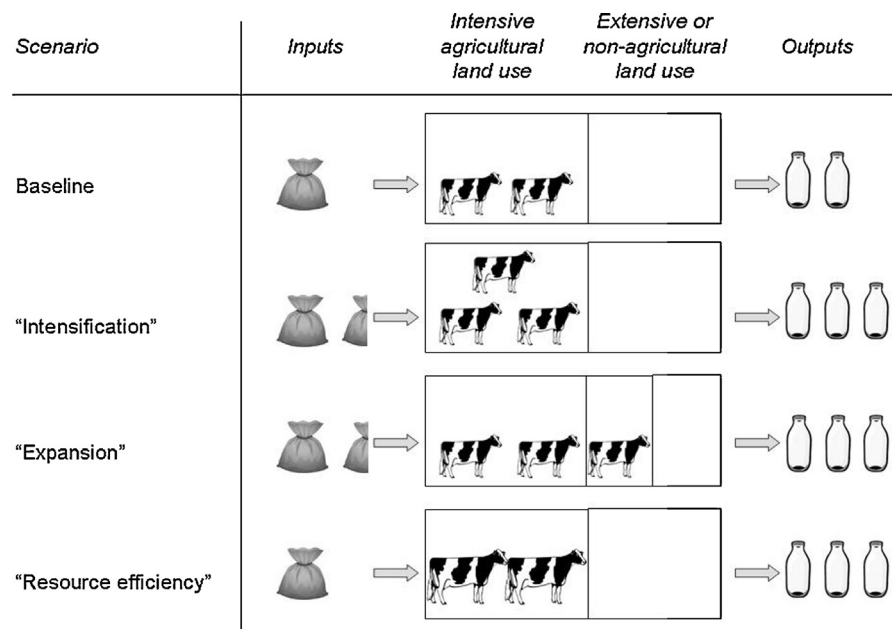 Scenario
Inputs
Intensive
agricultural
land use
Extensive or
non-agricultural
land use
Outputs
Baseline
“Intensification”
“Expansion”
“Resource efficiency”